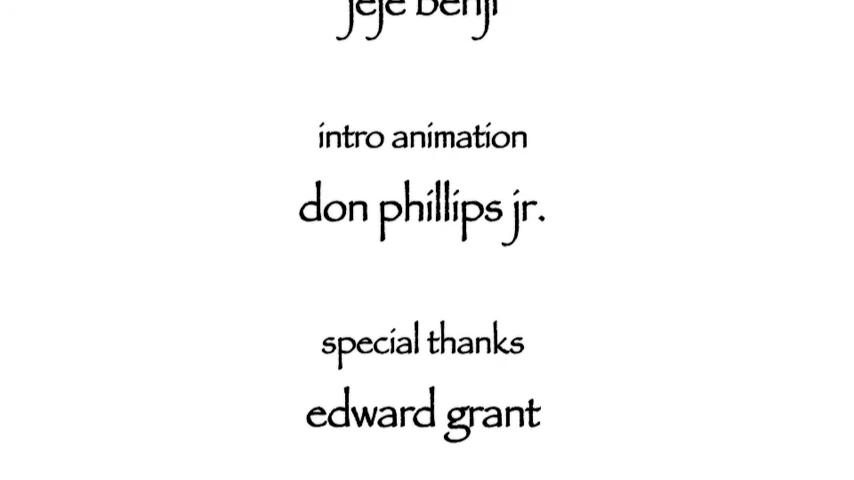 jeje benji
intro animation
don phillips jr.
special thanks
edward grant